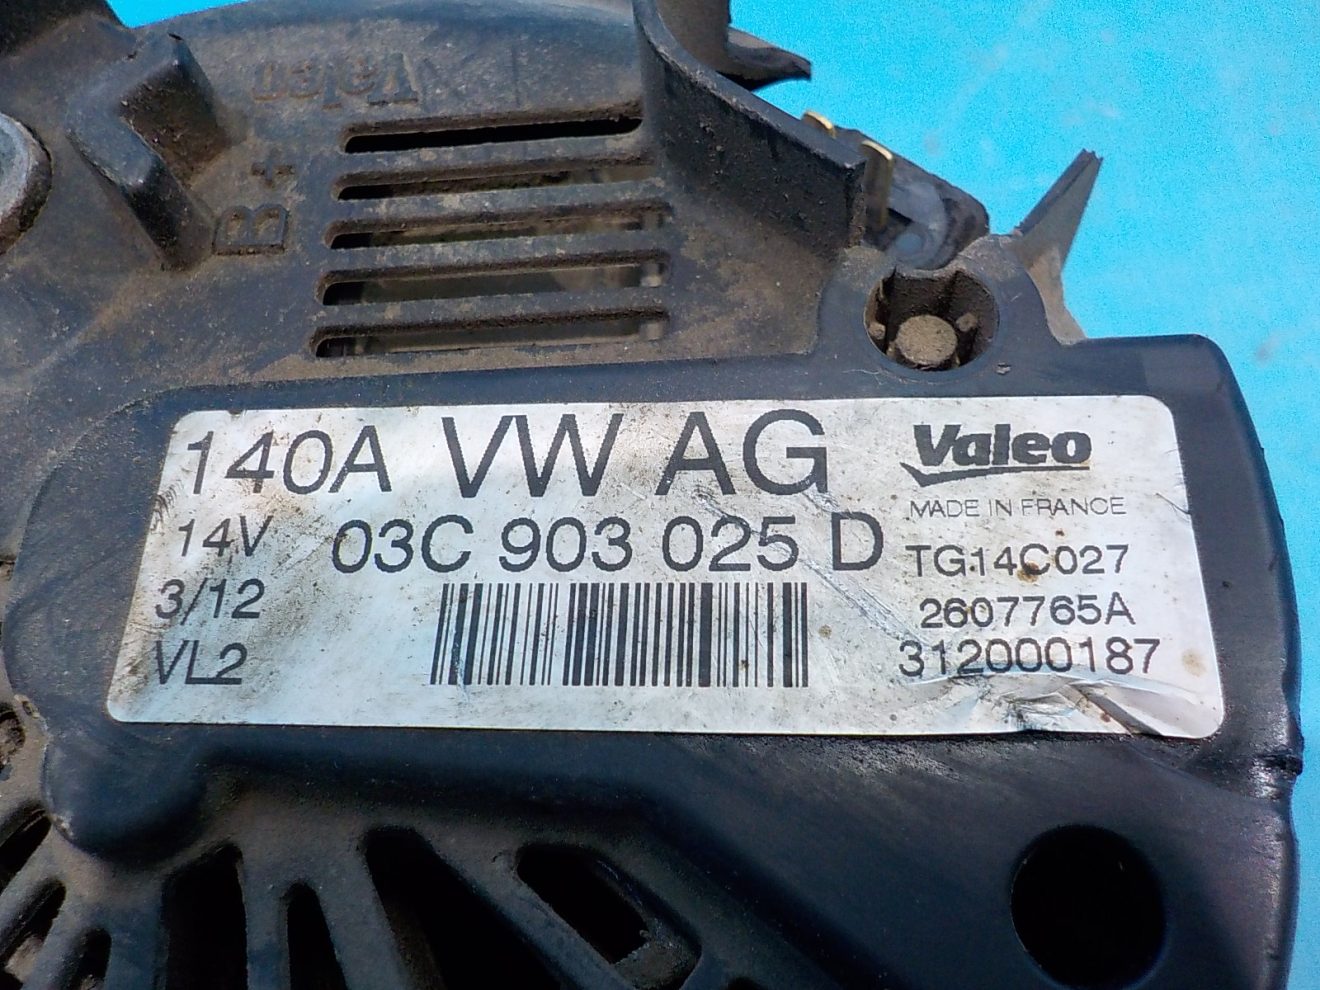 Valeo
B+
140A VW AG
Valeo
MADE IN FRANCE
14V 03C 903 025 D TG14C027
3/12 2607765A
VL2 312000187